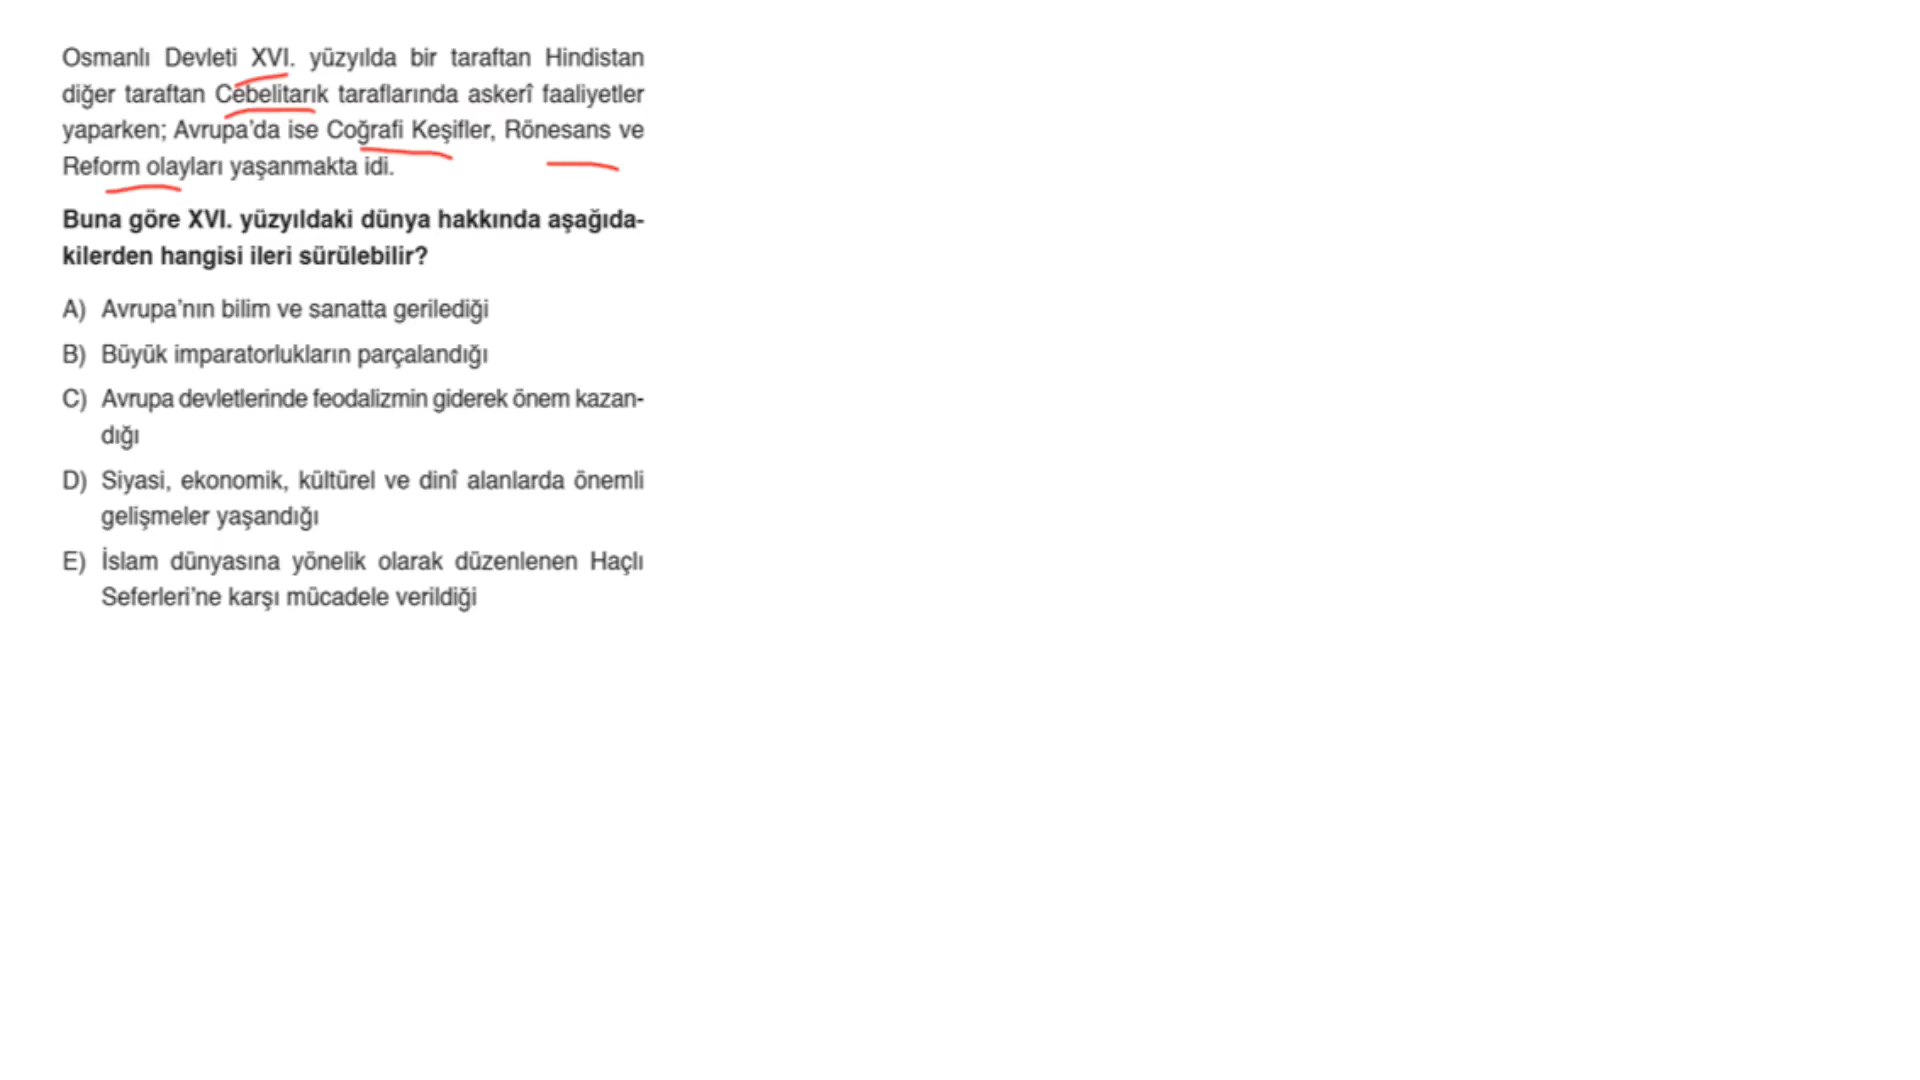 Osmanlı Devleti XVI. yüzyılda bir taraftan Hindistan
diğer taraftan Cebelitarık taraflarında askerî faaliyetler
yaparken; Avrupa'da ise Coğrafi Keşifler, Rönesans ve
Reform olayları yaşanmakta idi.
Buna göre XVI. yüzyıldaki dünya hakkında aşağıda-
kilerden hangisi ileri sürülebilir?
A) Avrupa'nın bilim ve sanatta gerilediği
B) Büyük imparatorlukların parçalandığı
C) Avrupa devletlerinde feodalizmin giderek önem kazan-
dığı
D) Siyasi, ekonomik, kültürel ve dinî alanlarda önemli
gelişmeler yaşandığı
E) İslam dünyasına yönelik olarak düzenlenen Haçlı
Seferleri'ne karşı mücadele verildiği